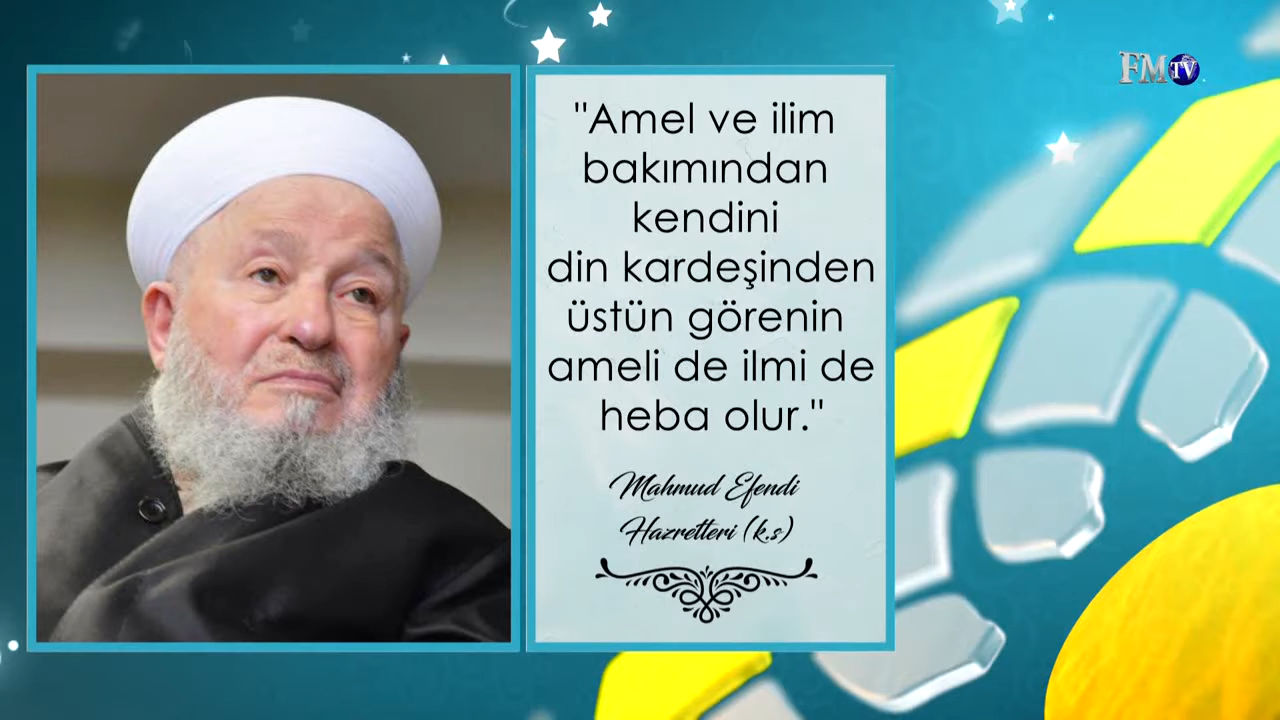 FM TV
"Amel ve ilim
bakımından
kendini
din kardeşinden
üstün görenin
ameli de ilmi de
heba olur."
Mahmud Efendi
Hazretleri (k.s)